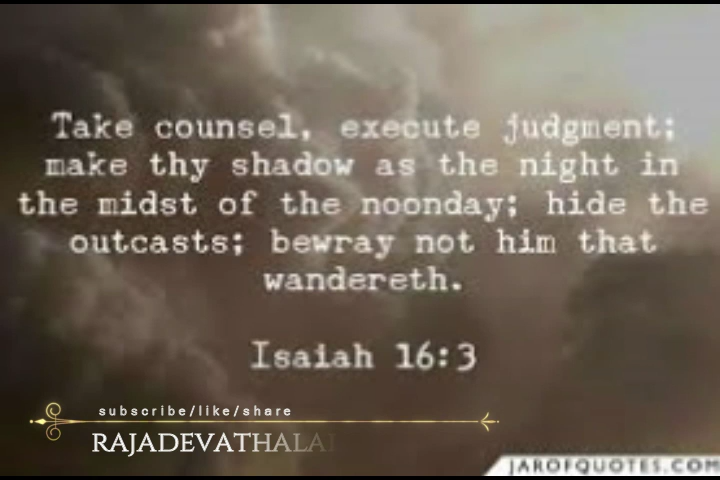 Take counsel, execute judgment;
make thy shadow as the night in
the midst of the noonday; hide the
outcasts; bewray not him that
wandereth.
Isaiah 16:3
subscribe/like/share
RAJADEVATHALA
JAROFQUOTES.COM